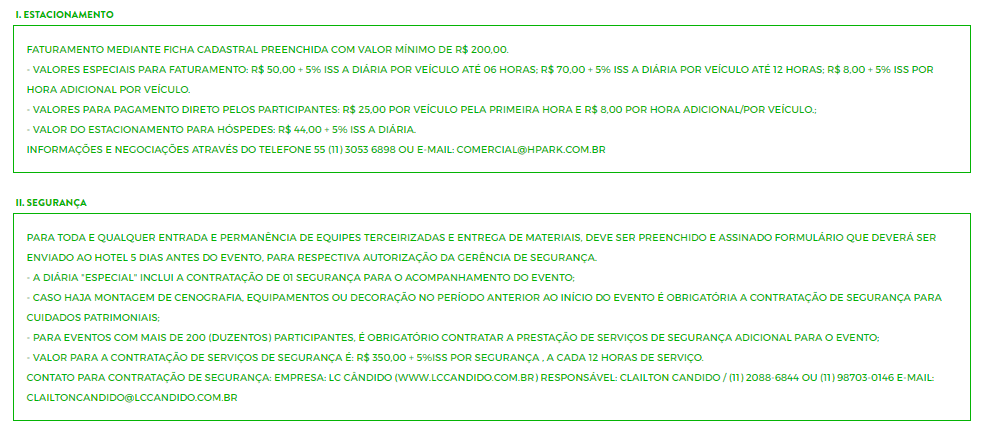 I. ESTACIONAMENTO
FATURAMENTO MEDIANTE FICHA CADASTRAL PREENCHIDA COM VALOR MÍNIMO DE R$ 200,00.
- VALORES ESPECIAIS PARA FATURAMENTO: R$ 50,00 + 5% ISS A DIÁRIA POR VEÍCULO ATÉ 06 HORAS; R$ 70,00 + 5% ISS A DIÁRIA POR VEÍCULO ATÉ 12 HORAS; R$ 8,00 + 5% ISS POR
HORA ADICIONAL POR VEÍCULO.
- VALORES PARA PAGAMENTO DIRETO PELOS PARTICIPANTES: R$ 25,00 POR VEÍCULO PELA PRIMEIRA HORA E R$ 8,00 POR HORA ADICIONAL/POR VEÍCULO.;
- VALOR DO ESTACIONAMENTO PARA HÓSPEDES: R$ 44,00 + 5% ISS A DIÁRIA.
INFORMAÇÕES E NEGOCIAÇÕES ATRAVÉS DO TELEFONE 55 (11) 3053 6898 OU E-MAIL: COMERCIAL@HPARK.COM.BR
II. SEGURANÇA
PARA TODA E QUALQUER ENTRADA E PERMANÊNCIA DE EQUIPES TERCEIRIZADAS E ENTREGA DE MATERIAIS, DEVE SER PREENCHIDO E ASSINADO FORMULÁRIO QUE DEVERÁ SER
ENVIADO AO HOTEL 5 DIAS ANTES DO EVENTO, PARA RESPECTIVA AUTORIZAÇÃO DA GERÊNCIA DE SEGURANÇA.
- A DIÁRIA "ESPECIAL" INCLUI A CONTRATAÇÃO DE 01 SEGURANÇA PARA O ACOMPANHAMENTO DO EVENTO;
- CASO HAJA MONTAGEM DE CENOGRAFIA, EQUIPAMENTOS OU DECORAÇÃO NO PERÍODO ANTERIOR AO INÍCIO DO EVENTO É OBRIGATÓRIA A CONTRATAÇÃO DE SEGURANÇA PARA
CUIDADOS PATRIMONIAIS;
- PARA EVENTOS COM MAIS DE 200 (DUZENTOS) PARTICIPANTES, É OBRIGATÓRIO CONTRATAR A PRESTAÇÃO DE SERVIÇOS DE SEGURANÇA ADICIONAL PARA O EVENTO;
- VALOR PARA A CONTRATAÇÃO DE SERVIÇOS DE SEGURANÇA É: R$ 350,00 + 5%ISS POR SEGURANÇA , A CADA 12 HORAS DE SERVIÇO.
CONTATO PARA CONTRATAÇÃO DE SEGURANÇA: EMPRESA: LC CÂNDIDO (WWW.LCCANDIDO.COM.BR) RESPONSÁVEL: CLAILTON CANDIDO / (11) 2088-6844 OU (11) 98703-0146 E-MAIL:
CLAILTONCANDIDO@LCCANDIDO.COM.BR